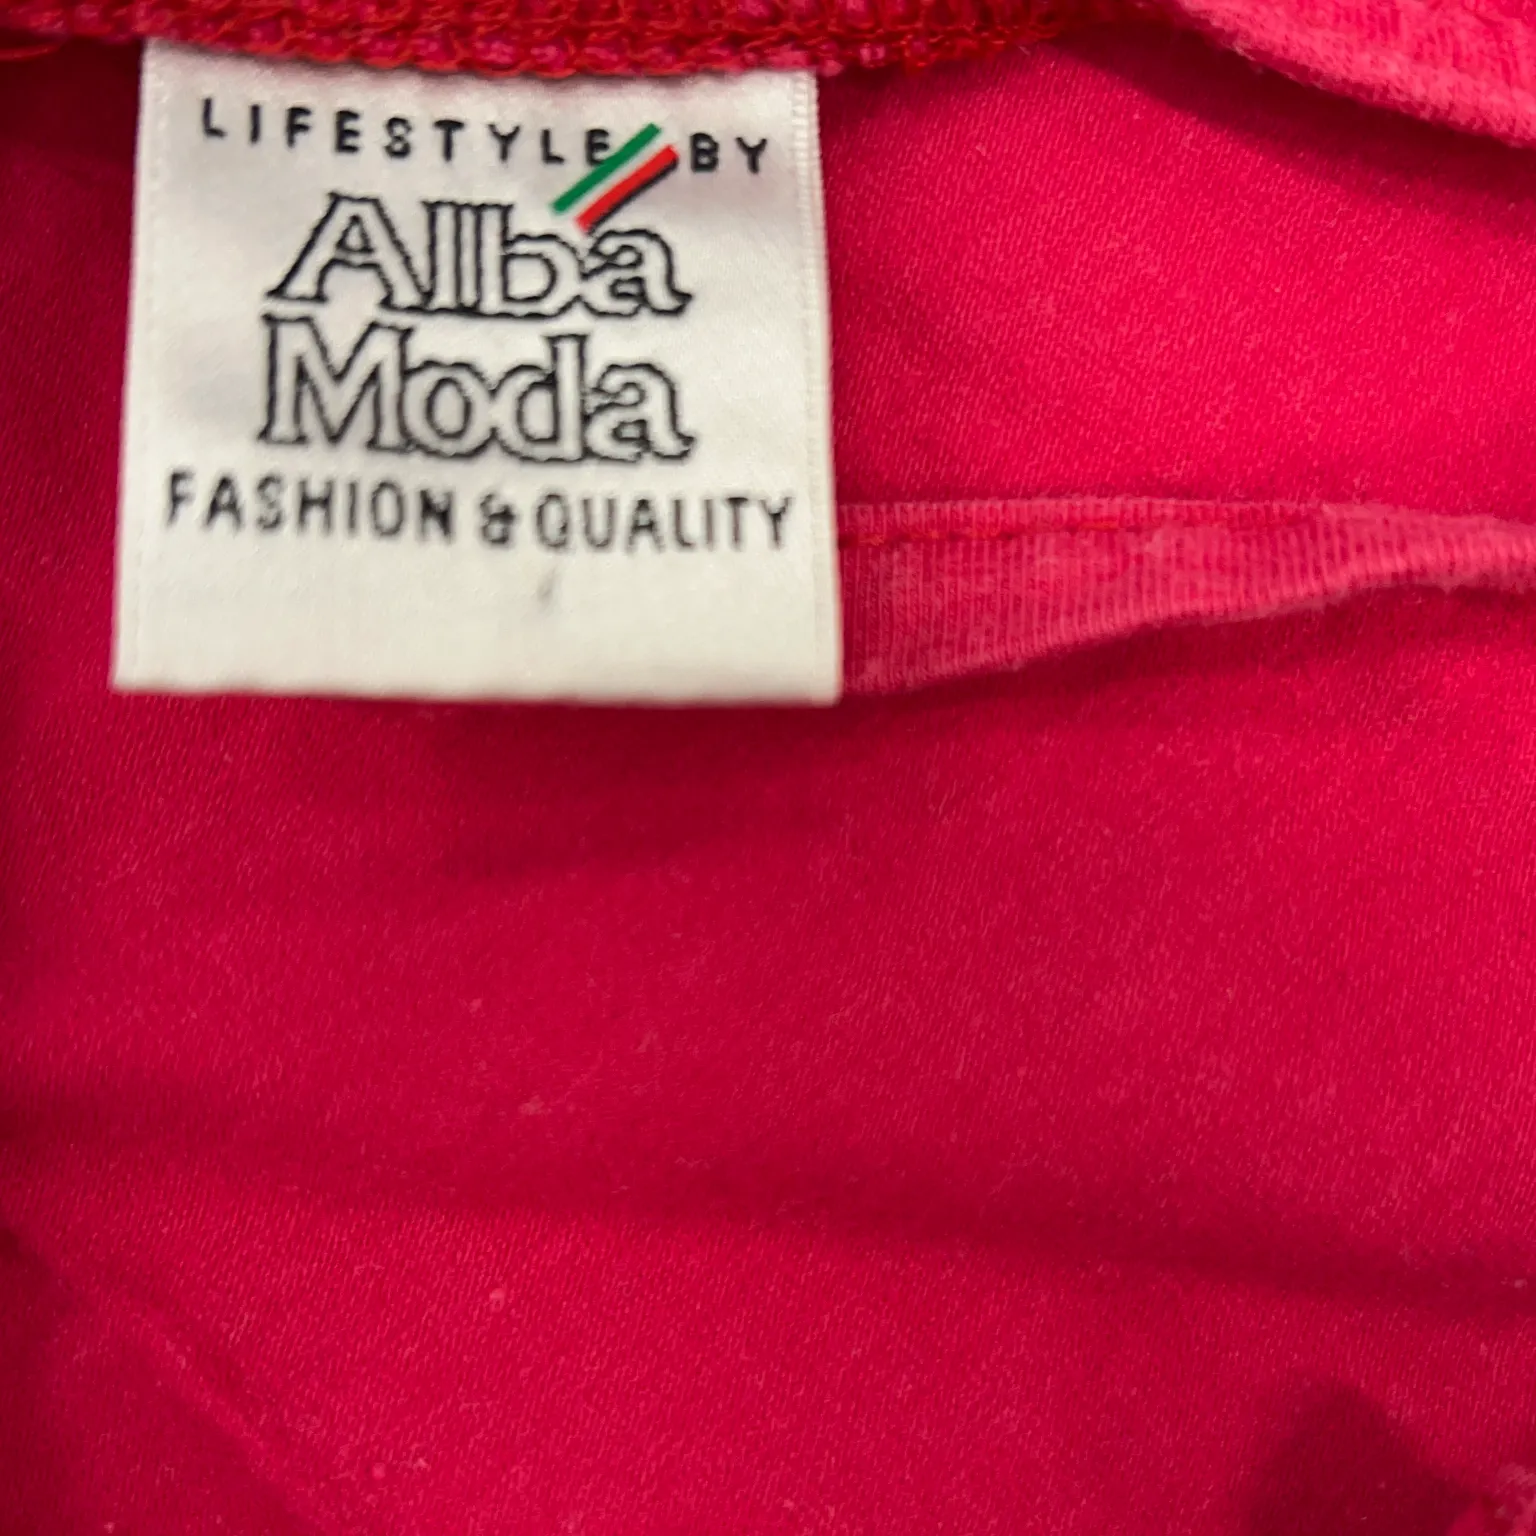 LIFESTYLE BY
Alba
Moda
FASHION & QUALITY